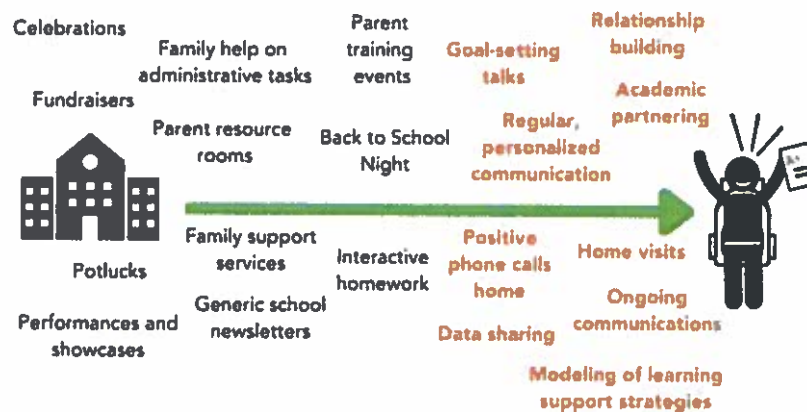 Celebrations
Family help on
administrative tasks
Parent
training
events
Goal-setting
talks
Relationship
building
Fundraisers
Academic
partnering
Parent resource
rooms
Back to School
Night
Regular,
personalized
communication
A+
Family support
services
Interactive
homework
Positive
phone calls
home
Home visits
Potlucks
Generic school
newsletters
Ongoing
communications
Performances and
showcases
Data sharing
Modeling of learning
support strategies